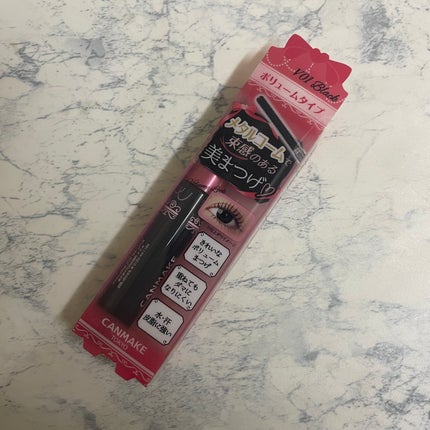 V01 Black
ボリュームタイプ
メタルコームで
束感のある
美まつげ♡
きれいな
ボリューム
まつげ
重ねても
ダマに
なりにくい
水・汗
皮脂に強い
CANMAKE
CANMAKE
TOKYO